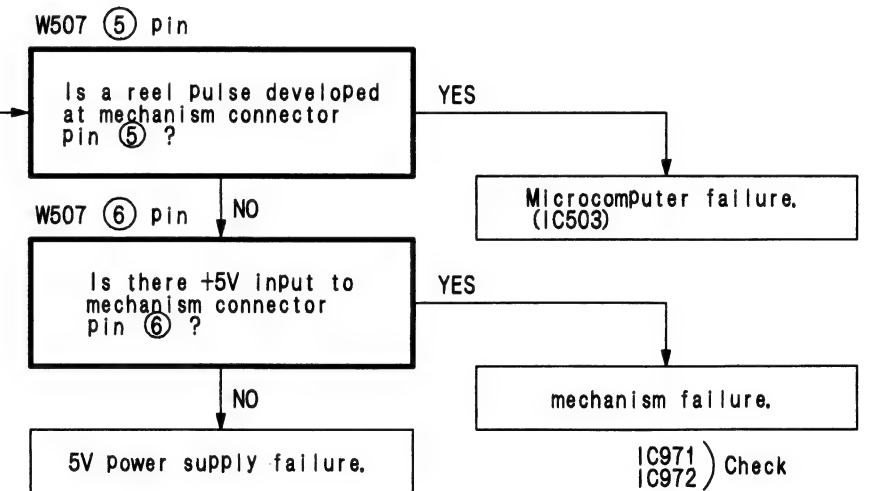 W507 ⑤ pin
Is a reel pulse developed
at mechanism connector
pin ⑤ ?
YES
Microcomputer failure.
(IC503)
W507 ⑥ pin
NO
Is there +5V input to
mechanism connector
pin ⑥ ?
YES
mechanism failure.
NO
5V power supply failure.
IC971
IC972 ) Check